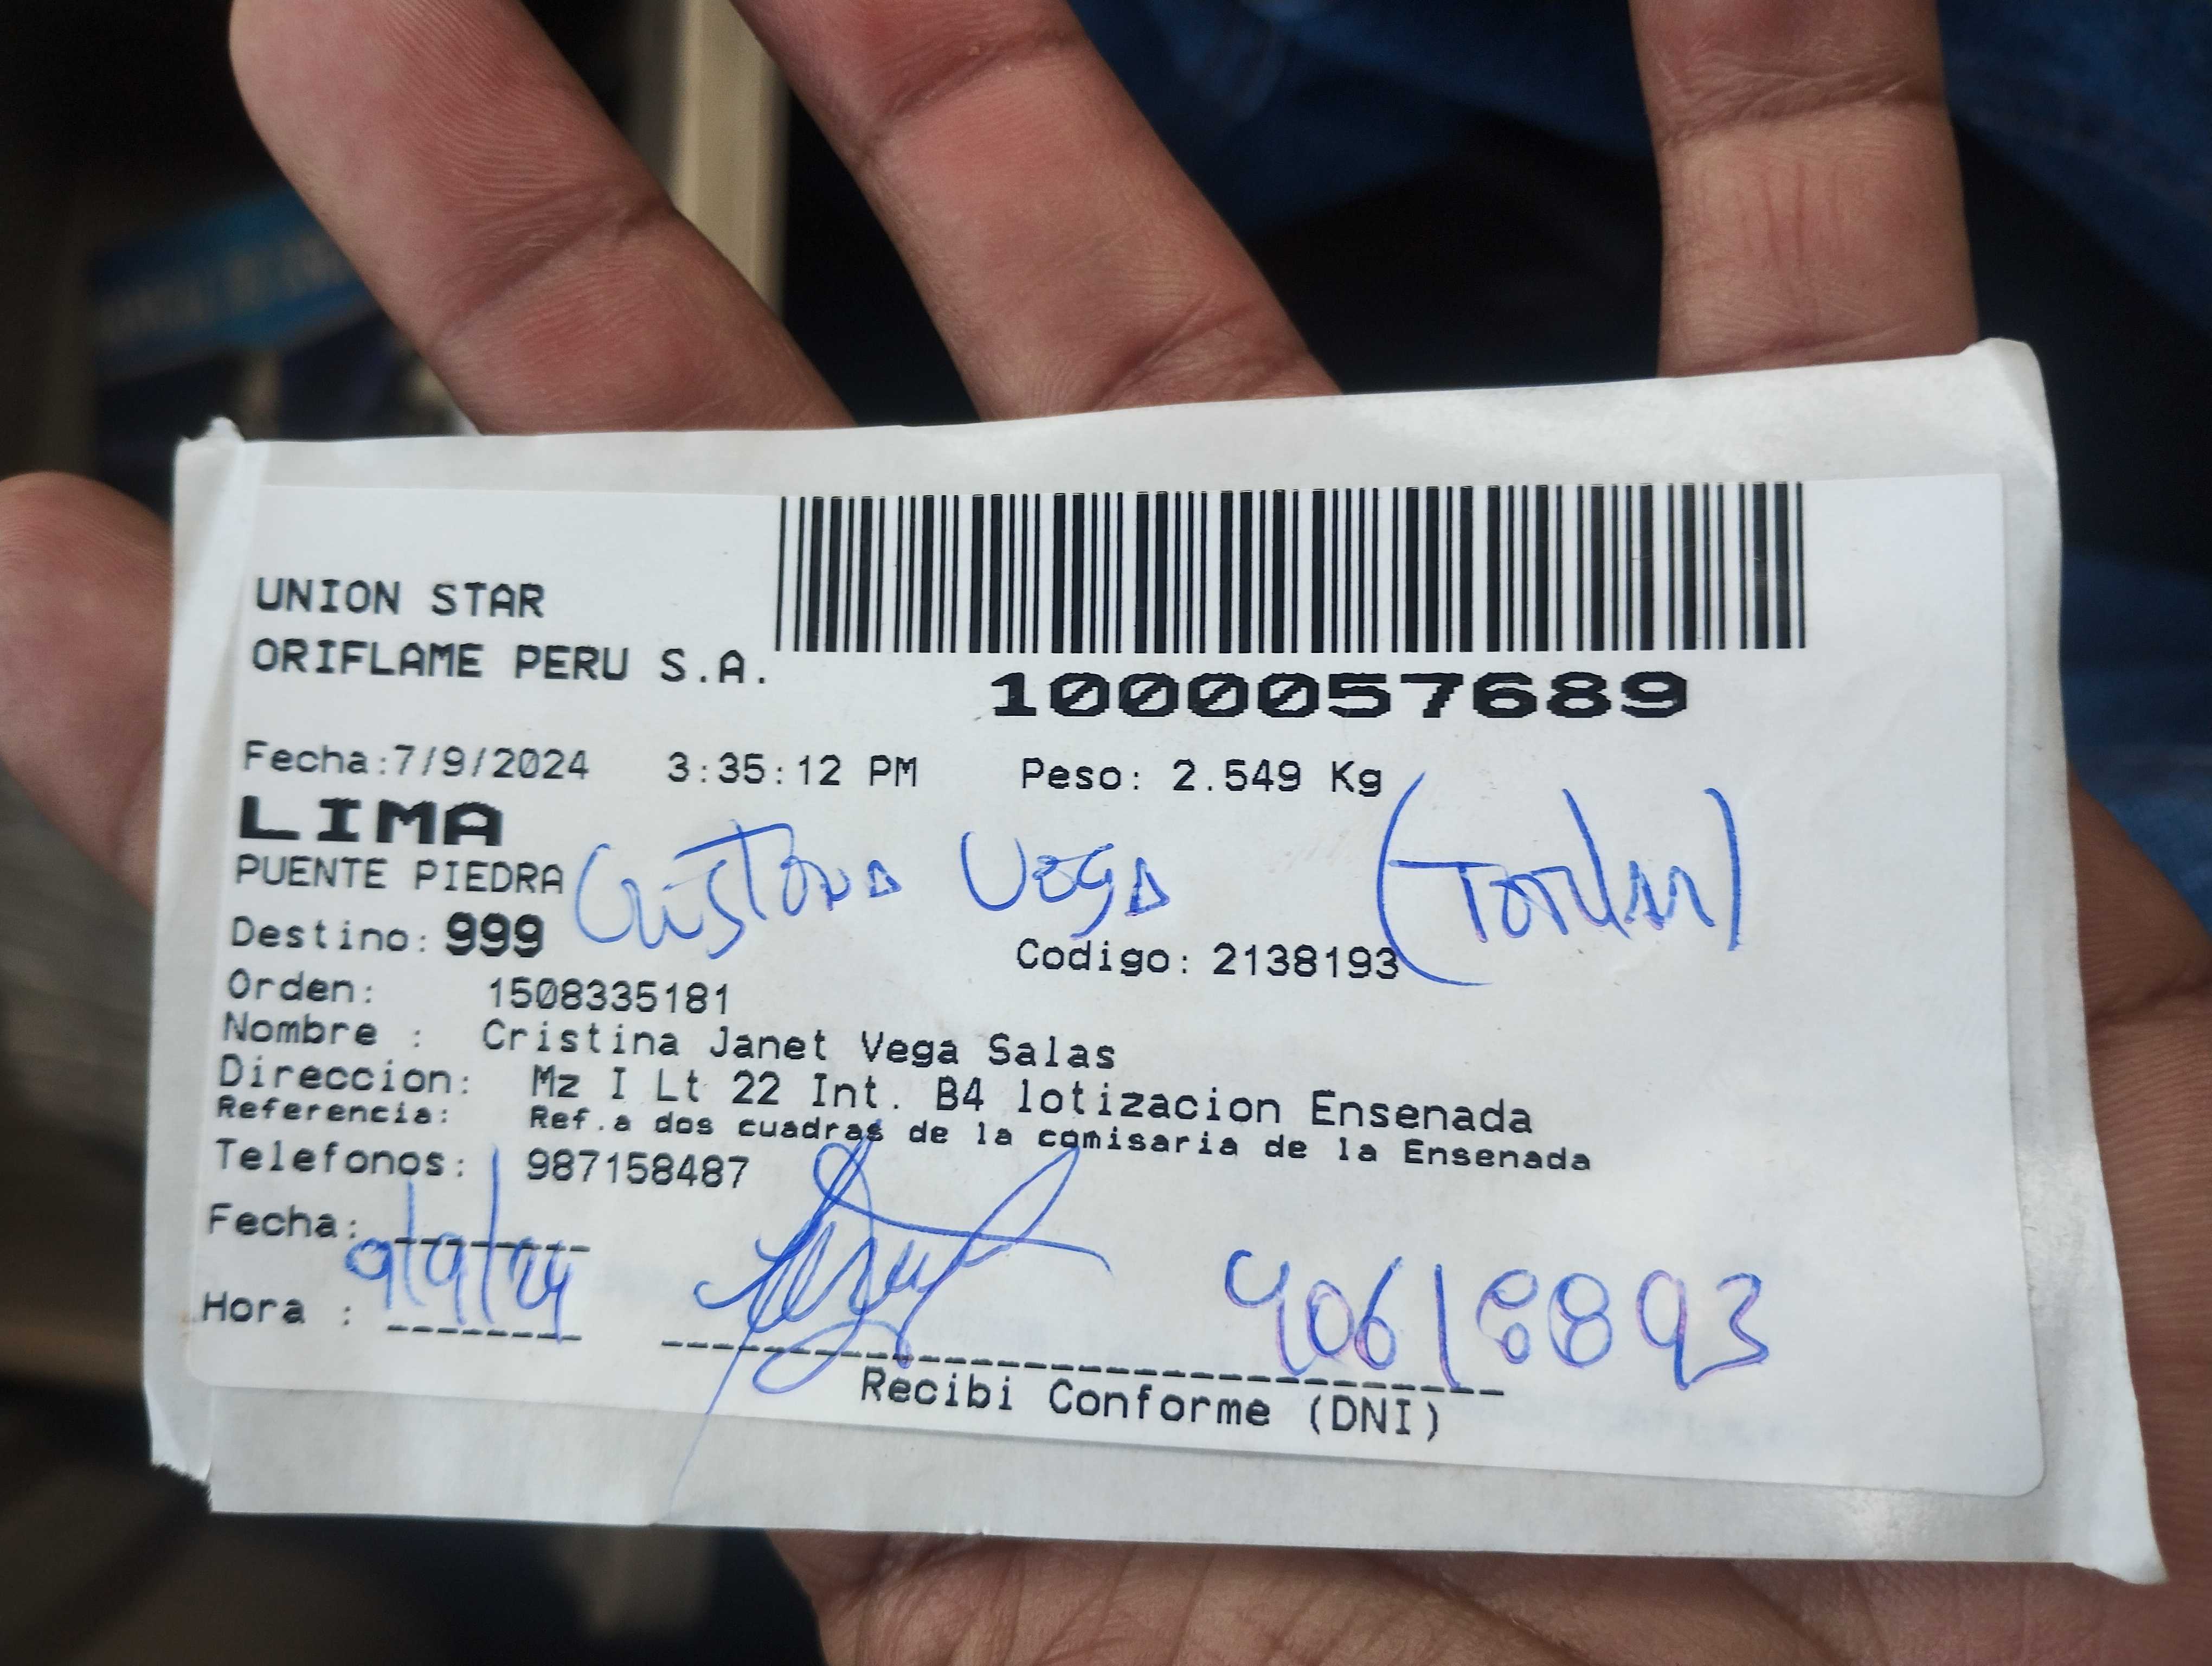 UNION STAR
ORIFLAME PERU S.A.
1000057689
Fecha:7/9/2024 3:35:12 PM Peso: 2.549 Kg
LIMA
PUENTE PIEDRA Cristina Vega (Titular)
Destino: 999 Codigo: 2138193
Orden: 1508335181
Nombre : Cristina Janet Vega Salas
Direccion: Mz I Lt 22 Int. B4 lotizacion Ensenada
Referencia: Ref.a dos cuadras de la comisaria de la Ensenada
Telefonos: 987158487
Fecha: 9/9/24
Hora : 40618893
Recibi Conforme (DNI)